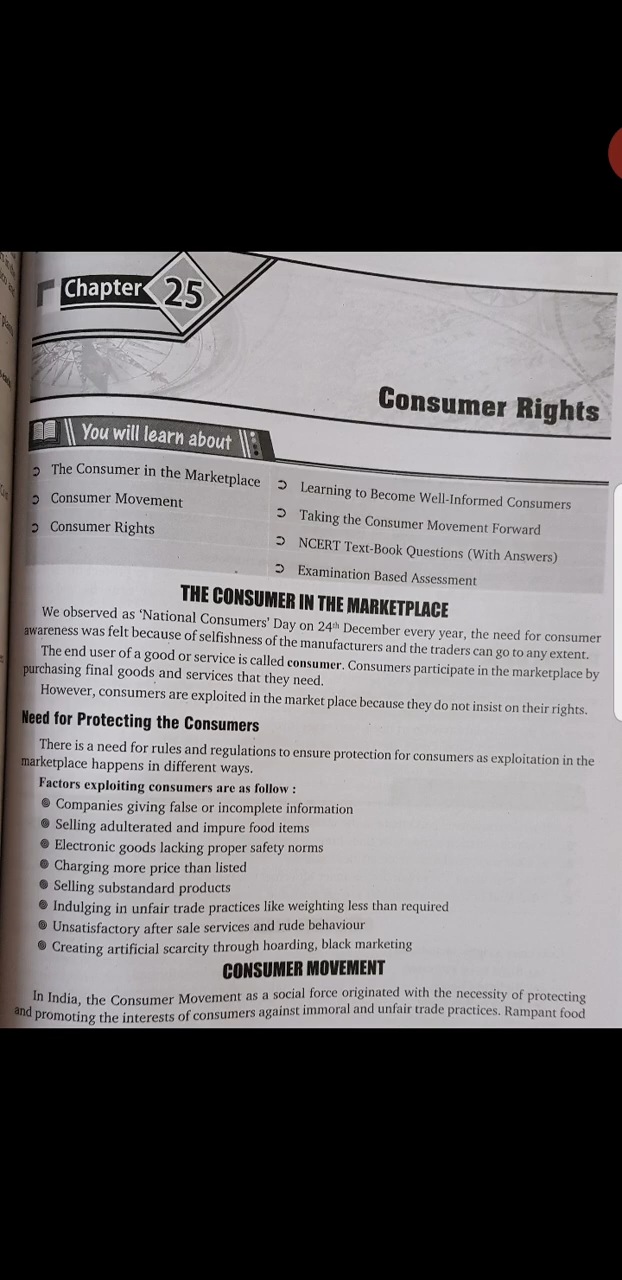 Chapter 25
Consumer Rights
You will learn about
The Consumer in the Marketplace
Consumer Movement
Consumer Rights
Learning to Become Well-Informed Consumers
Taking the Consumer Movement Forward
NCERT Text-Book Questions (With Answers)
Examination Based Assessment
THE CONSUMER IN THE MARKETPLACE
We observed as 'National Consumers' Day on 24th December every year, the need for consumer
awareness was felt because of selfishness of the manufacturers and the traders can go to any extent.
The end user of a good or service is called consumer. Consumers participate in the marketplace by
purchasing final goods and services that they need.
However, consumers are exploited in the market place because they do not insist on their rights.
Need for Protecting the Consumers
There is a need for rules and regulations to ensure protection for consumers as exploitation in the
marketplace happens in different ways.
Factors exploiting consumers are as follow :
Companies giving false or incomplete information
Selling adulterated and impure food items
Electronic goods lacking proper safety norms
Charging more price than listed
Selling substandard products
Indulging in unfair trade practices like weighting less than required
Unsatisfactory after sale services and rude behaviour
Creating artificial scarcity through hoarding, black marketing
CONSUMER MOVEMENT
In India, the Consumer Movement as a social force originated with the necessity of protecting
and promoting the interests of consumers against immoral and unfair trade practices. Rampant food